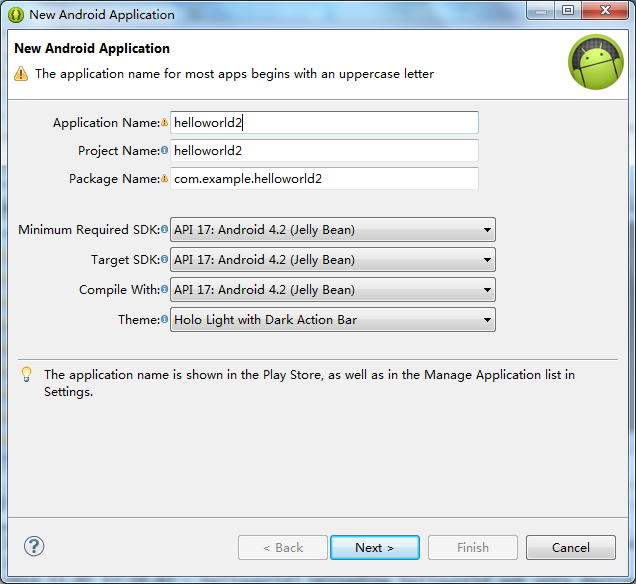 New Android Application
New Android Application
The application name for most apps begins with an uppercase letter
Application Name: helloworld2
Project Name: helloworld2
Package Name: com.example.helloworld2
Minimum Required SDK: API 17: Android 4.2 (Jelly Bean)
Target SDK: API 17: Android 4.2 (Jelly Bean)
Compile With: API 17: Android 4.2 (Jelly Bean)
Theme: Holo Light with Dark Action Bar
The application name is shown in the Play Store, as well as in the Manage Application list in
Settings.
? < Back Next > Finish Cancel